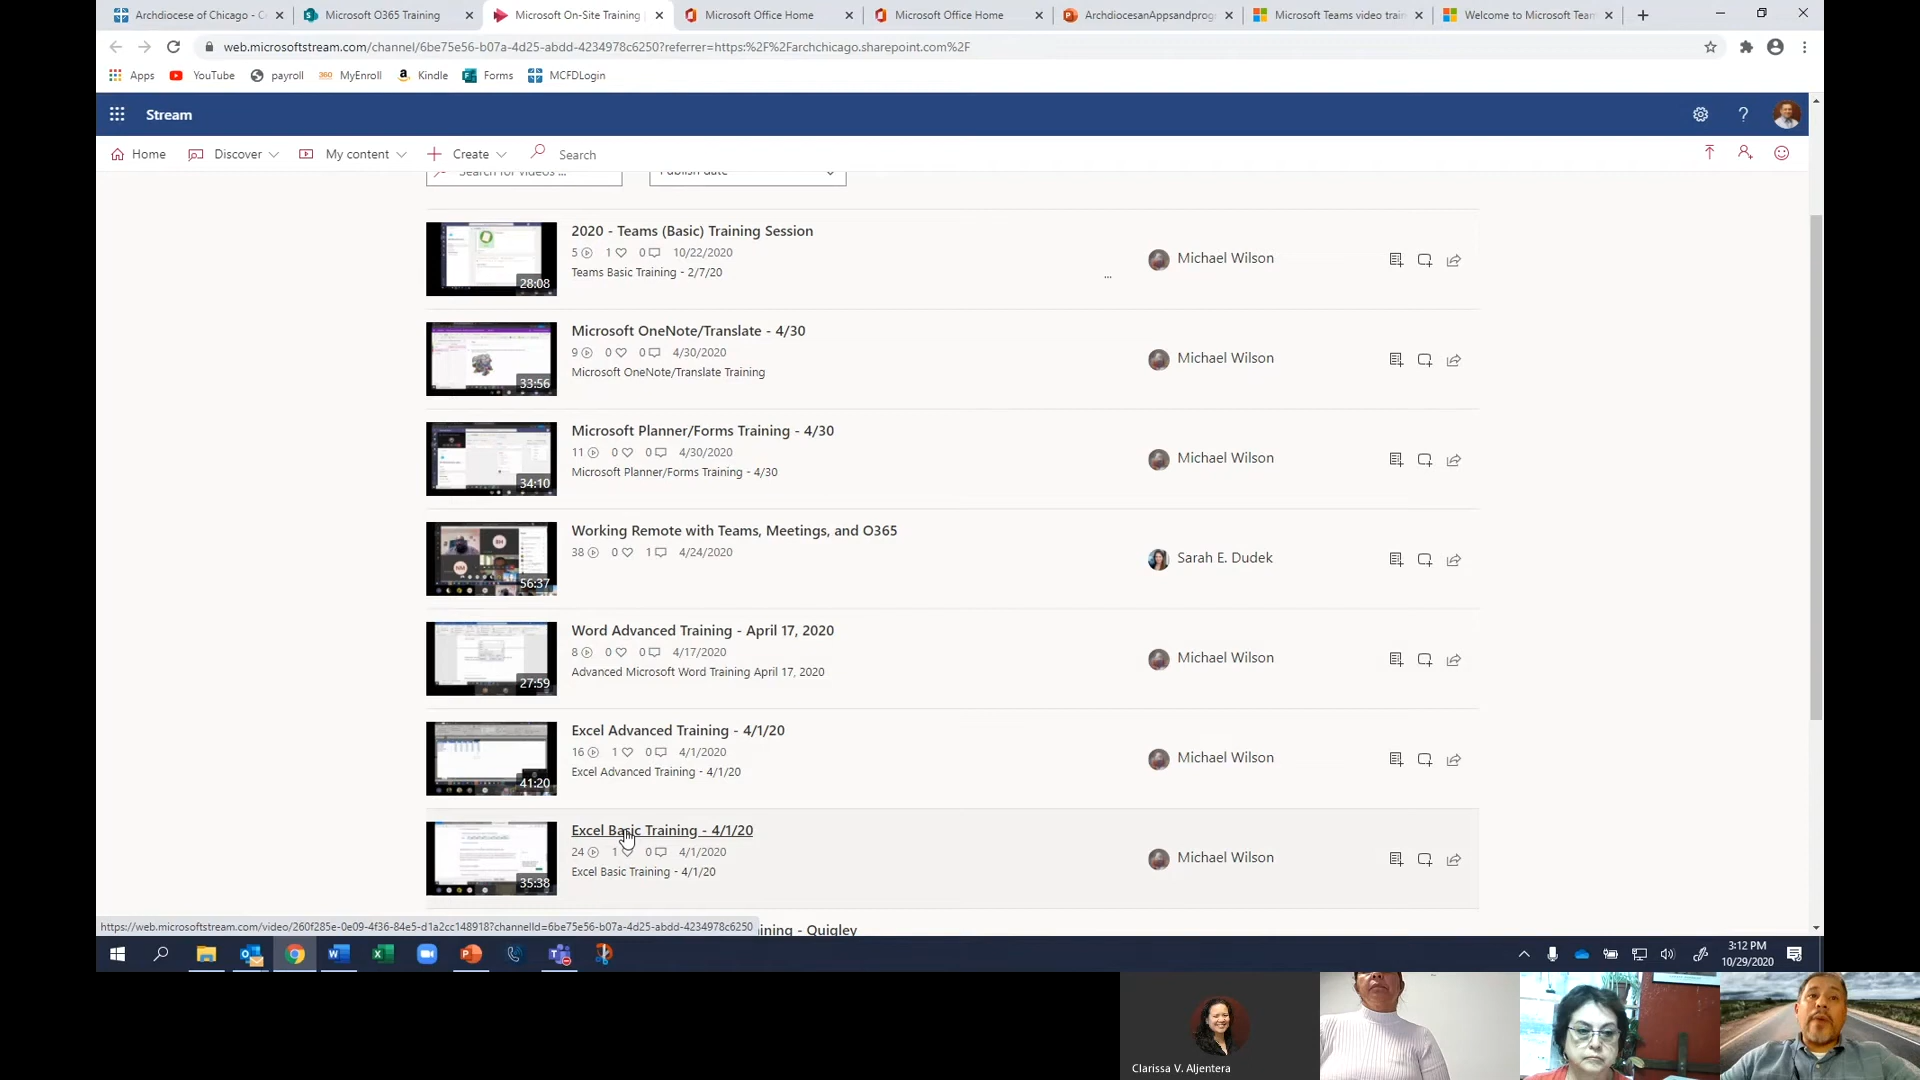 Archdiocese of Chicago - C
Microsoft O365 Training
Microsoft On-Site Training
Microsoft Office Home
Microsoft Office Home
ArchdiocesanAppsandprog
Microsoft Teams video train
Welcome to Microsoft Team
web.microsoftstream.com/channel/6be75e56-b07a-4d25-abdd-4234978c6250?referrer=https:%2F%2Farchchicago.sharepoint.com%2F
Apps
YouTube
payroll
360 MyEnroll
Kindle
Forms
MCFDLogin
Stream
?
Home
Discover
My content
Create
Search
Search for videos ...
Publish date
2020 - Teams (Basic) Training Session
5 1 0 10/22/2020
Teams Basic Training - 2/7/20
28:08
...
Michael Wilson
Microsoft OneNote/Translate - 4/30
9 0 0 4/30/2020
Microsoft OneNote/Translate Training
33:56
Michael Wilson
Microsoft Planner/Forms Training - 4/30
11 0 0 4/30/2020
Microsoft Planner/Forms Training - 4/30
34:10
Michael Wilson
Working Remote with Teams, Meetings, and O365
38 0 1 4/24/2020
BH
NM
56:37
Sarah E. Dudek
Word Advanced Training - April 17, 2020
8 0 0 4/17/2020
Advanced Microsoft Word Training April 17, 2020
27:59
Michael Wilson
Excel Advanced Training - 4/1/20
16 1 0 4/1/2020
Excel Advanced Training - 4/1/20
41:20
Michael Wilson
Excel Basic Training - 4/1/20
24 1 0 4/1/2020
Excel Basic Training - 4/1/20
35:38
Michael Wilson
https://web.microsoftstream.com/video/260f285e-0e09-4f36-84e5-d1a2cc148918?channelId=6be75e56-b07a-4d25-abdd-4234978c6250
ining - Quigley
3:12 PM
10/29/2020
Clarissa V. Aljentera